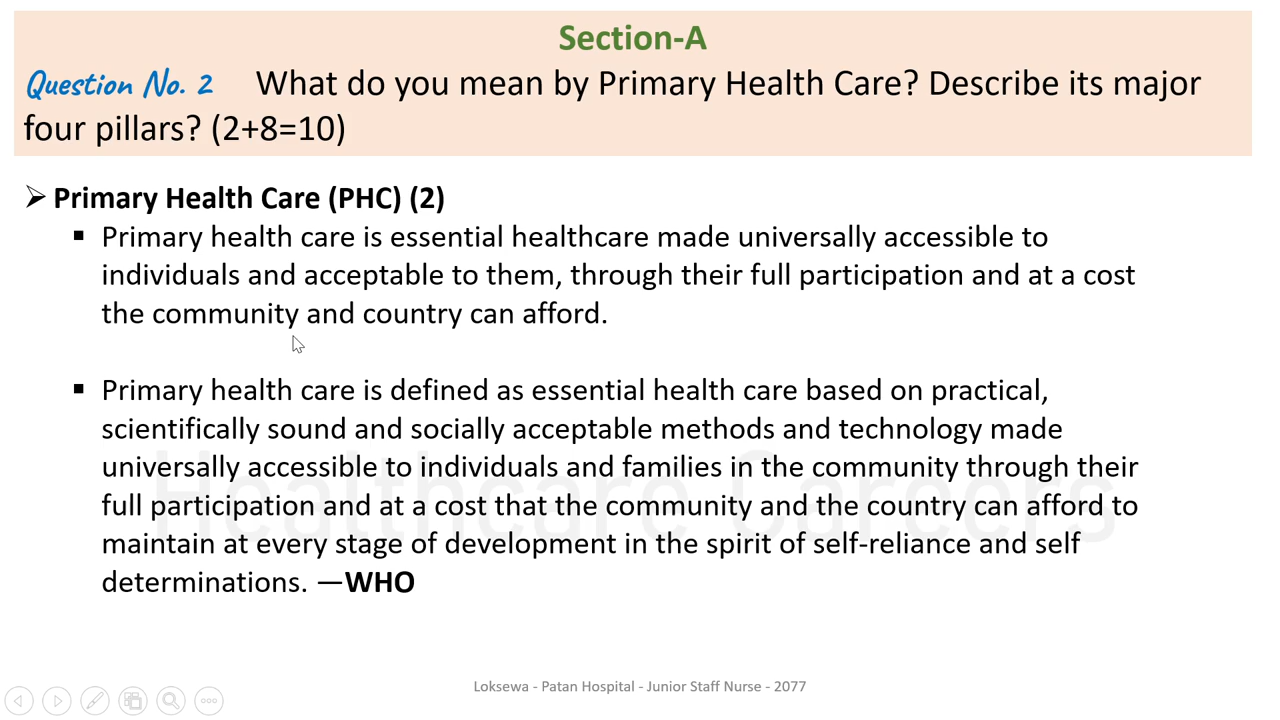 Section-A
Question No. 2 What do you mean by Primary Health Care? Describe its major
four pillars? (2+8=10)
➢ Primary Health Care (PHC) (2)
▪ Primary health care is essential healthcare made universally accessible to
individuals and acceptable to them, through their full participation and at a cost
the community and country can afford.
▪ Primary health care is defined as essential health care based on practical,
scientifically sound and socially acceptable methods and technology made
universally accessible to individuals and families in the community through their
full participation and at a cost that the community and the country can afford to
maintain at every stage of development in the spirit of self-reliance and self
determinations. —WHO
Healthcare Careers
Loksewa - Patan Hospital - Junior Staff Nurse - 2077